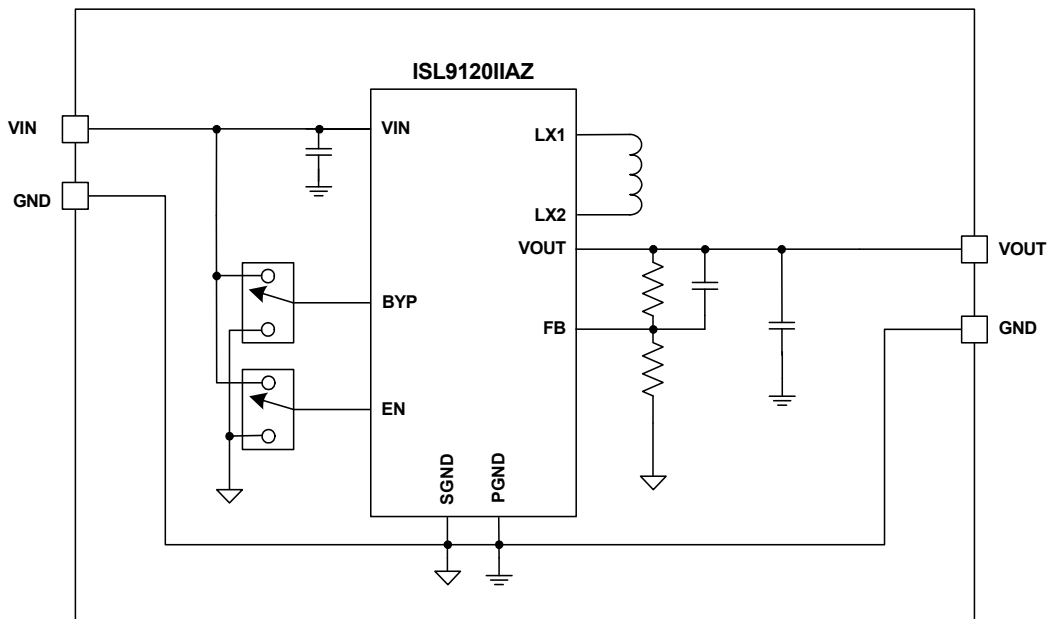 ISL9120IIAZ
VIN
GND
VIN
BYP
EN
SGND
PGND
LX1
LX2
VOUT
FB
VOUT
GND